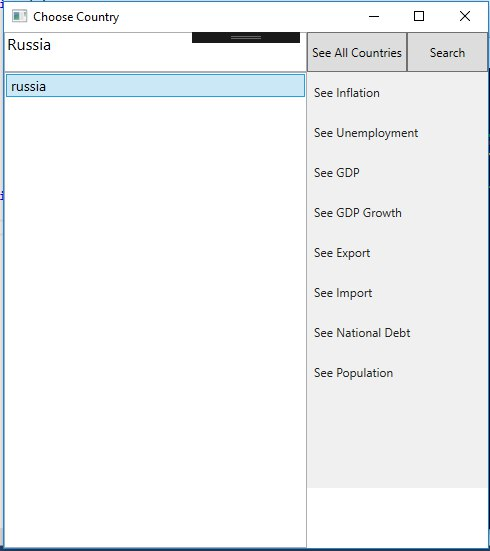 Choose Country
Russia
See All Countries
Search
russia
See Inflation
See Unemployment
See GDP
See GDP Growth
See Export
See Import
See National Debt
See Population